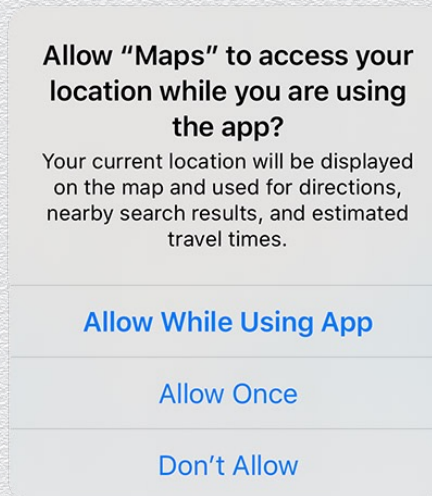 Allow “Maps” to access your
location while you are using
the app?
Your current location will be displayed
on the map and used for directions,
nearby search results, and estimated
travel times.
Allow While Using App
Allow Once
Don’t Allow